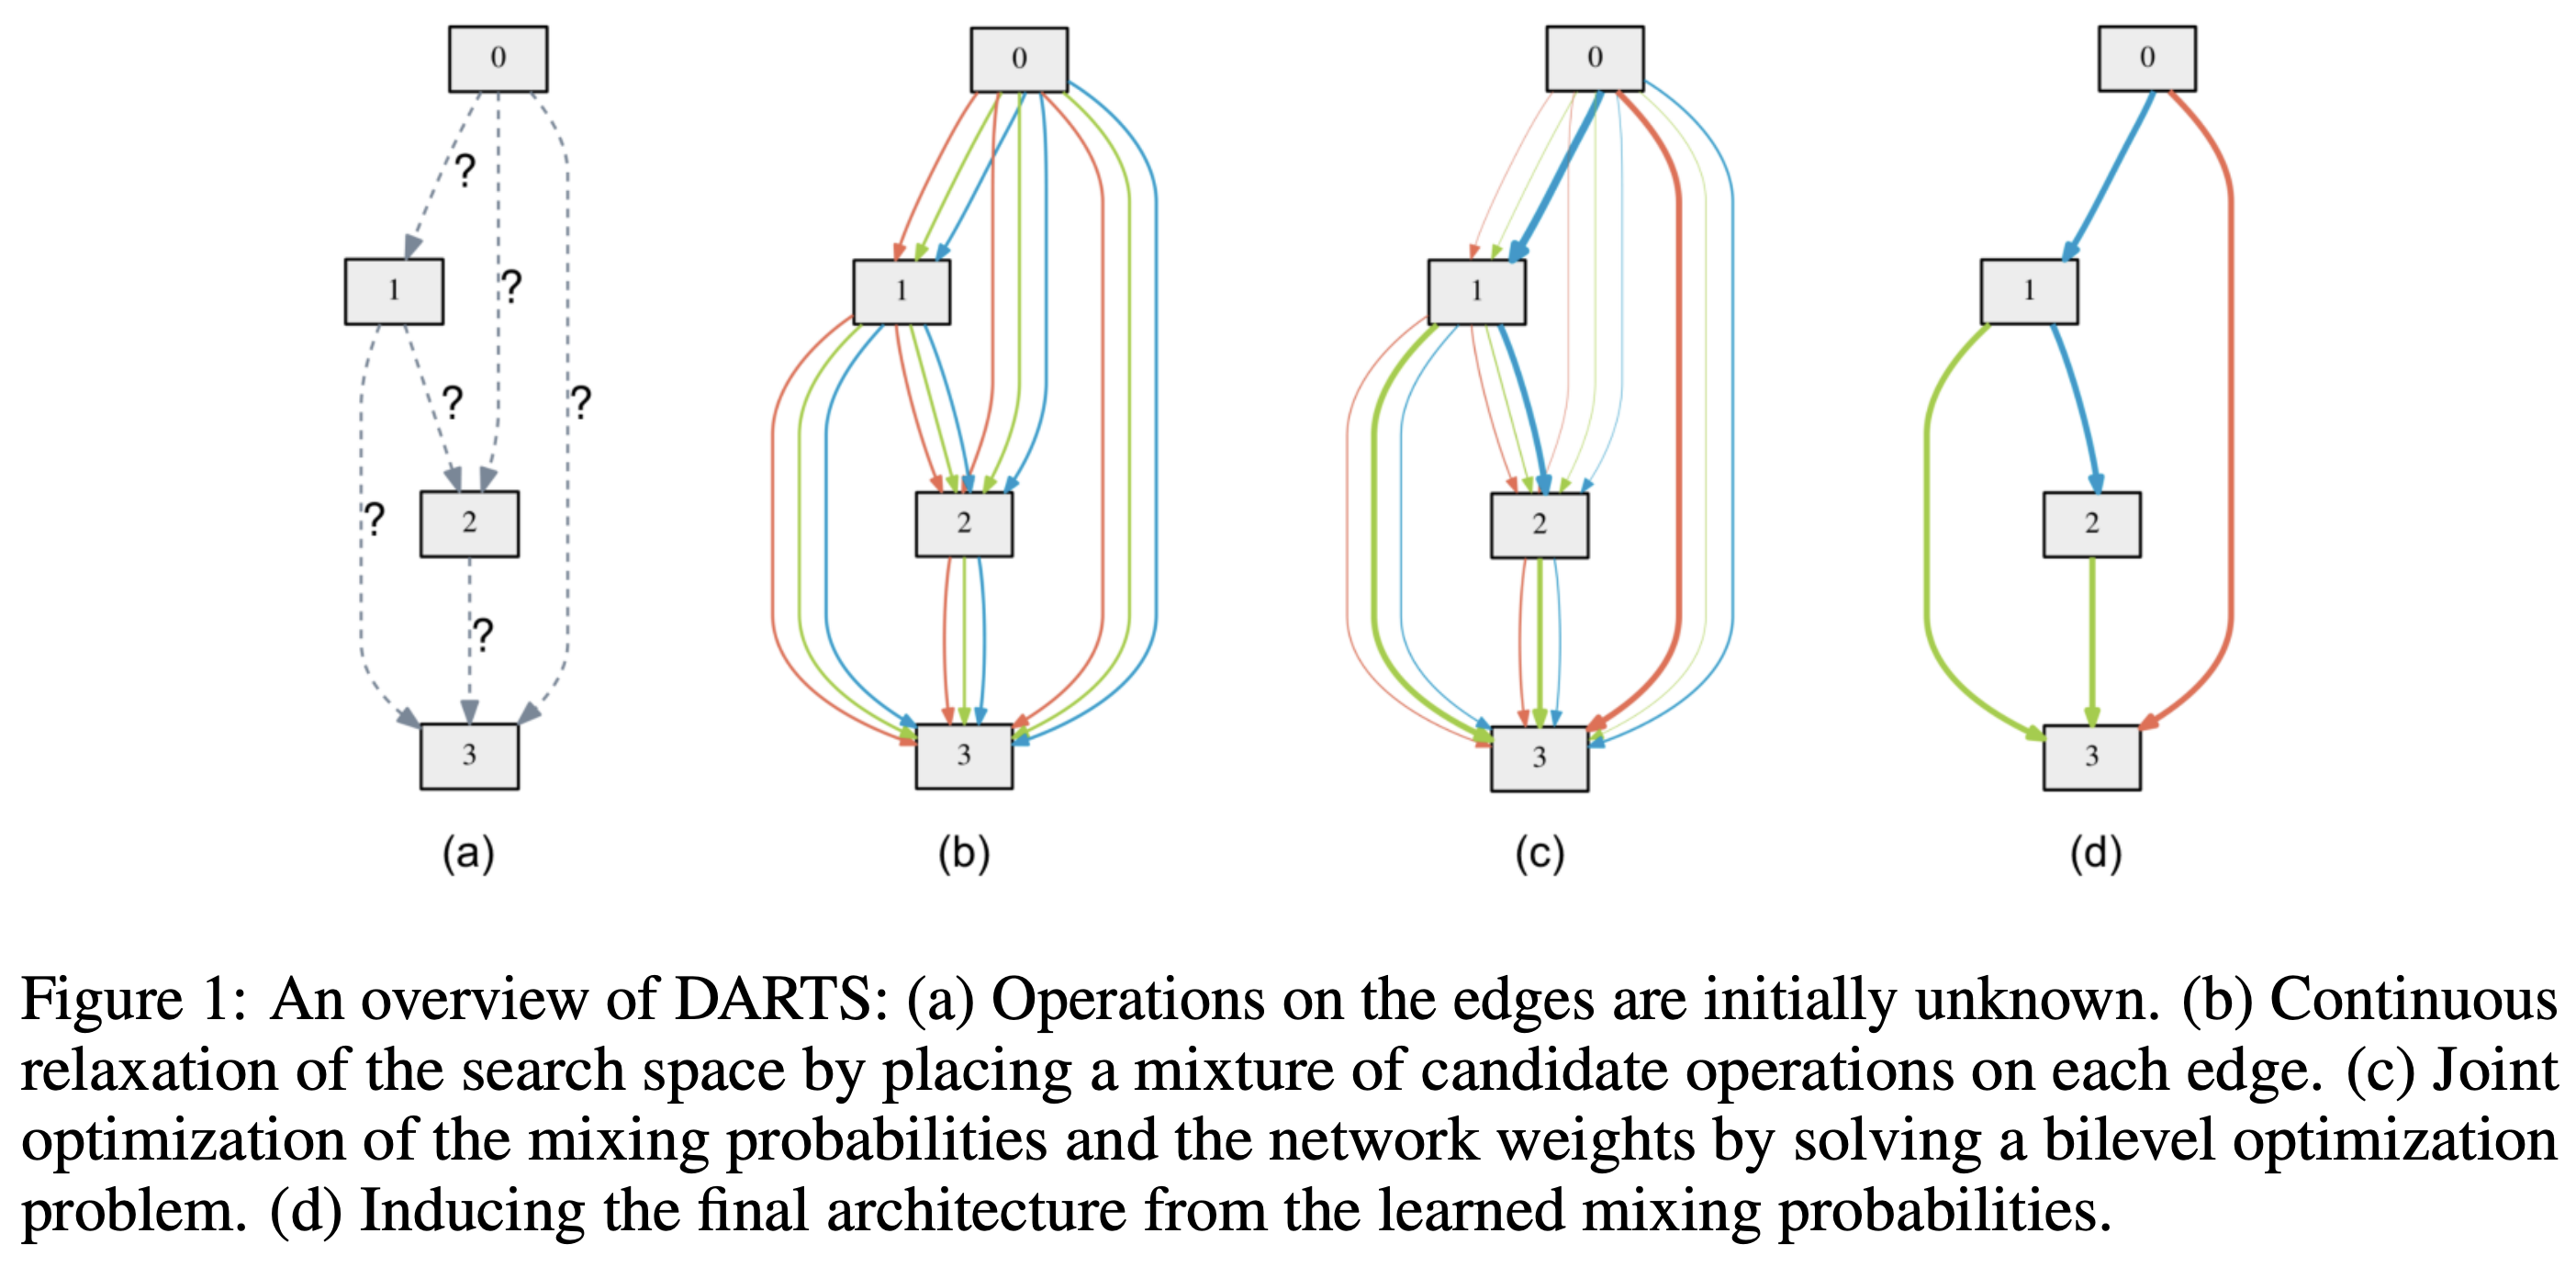 0
0
0
0
?
1
?
1
1
1
?
?
?
2
2
2
2
?
3
3
3
3
(a)
(b)
(c)
(d)
Figure 1: An overview of DARTS: (a) Operations on the edges are initially unknown. (b) Continuous
relaxation of the search space by placing a mixture of candidate operations on each edge. (c) Joint
optimization of the mixing probabilities and the network weights by solving a bilevel optimization
problem. (d) Inducing the final architecture from the learned mixing probabilities.